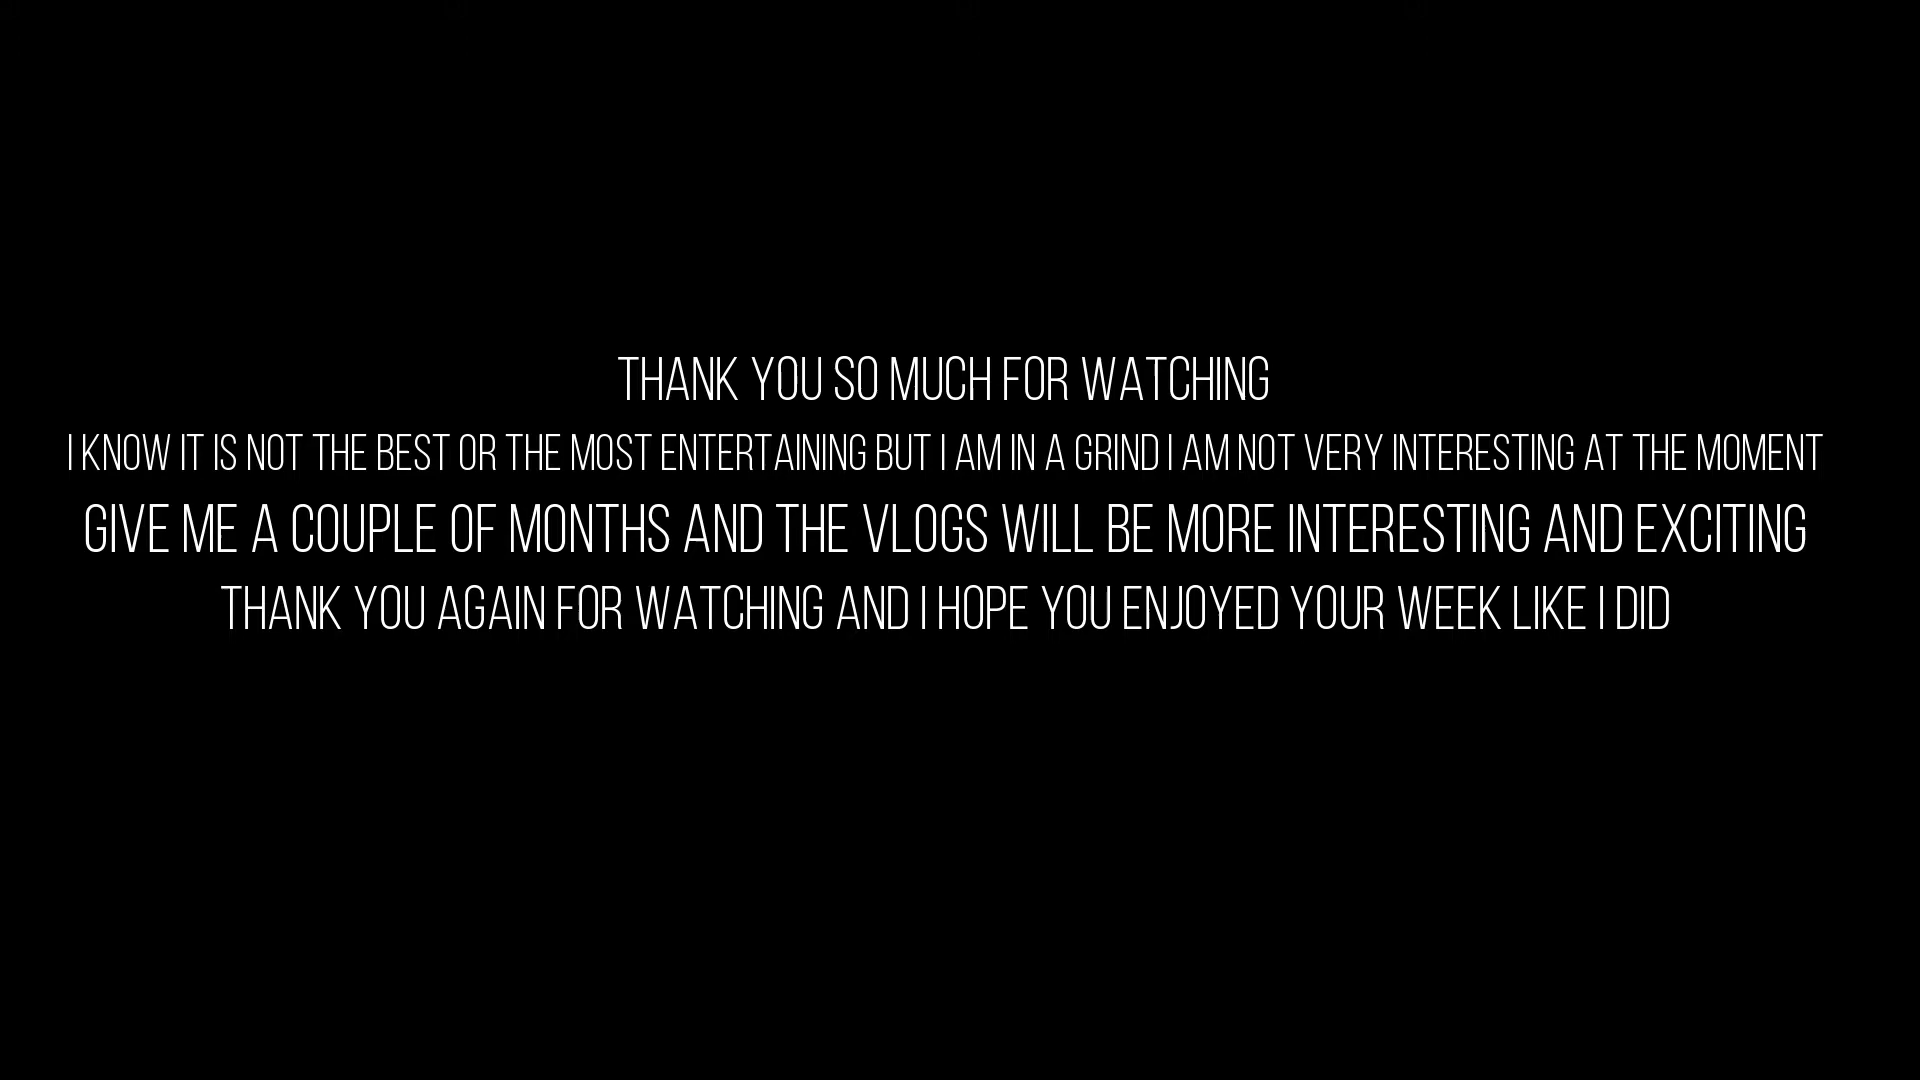 THANK YOU SO MUCH FOR WATCHING
I KNOW IT IS NOT THE BEST OR THE MOST ENTERTAINING BUT I AM IN A GRIND I AM NOT VERY INTERESTING AT THE MOMENT
GIVE ME A COUPLE OF MONTHS AND THE VLOGS WILL BE MORE INTERESTING AND EXCITING
THANK YOU AGAIN FOR WATCHING AND I HOPE YOU ENJOYED YOUR WEEK LIKE I DID